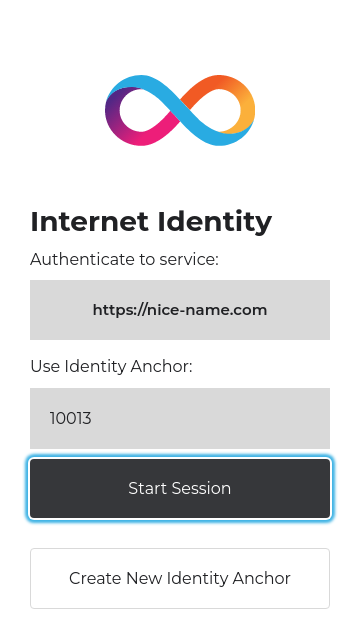 Internet Identity
Authenticate to service:
https://nice-name.com
Use Identity Anchor:
10013
Start Session
Create New Identity Anchor